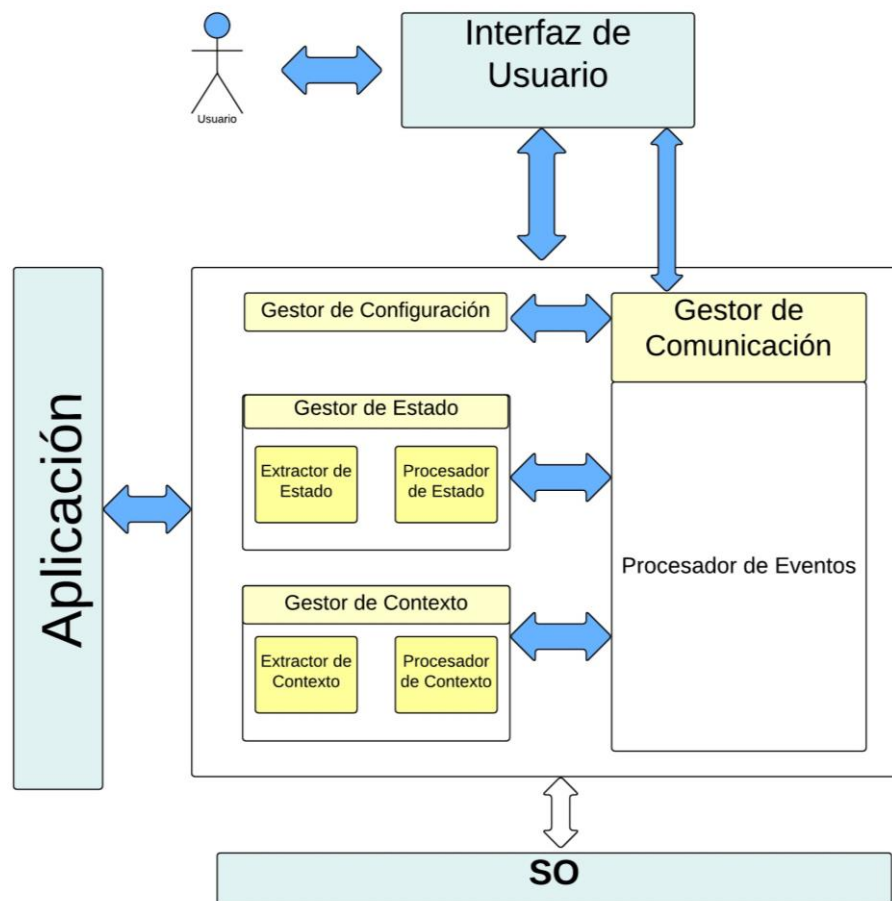 Interfaz de
Usuario
Usuario
Aplicación
Gestor de Configuración
Gestor de
Comunicación
Gestor de Estado
Extractor de
Estado
Procesador
de Estado
Procesador de Eventos
Gestor de Contexto
Extractor de
Contexto
Procesador
de Contexto
SO